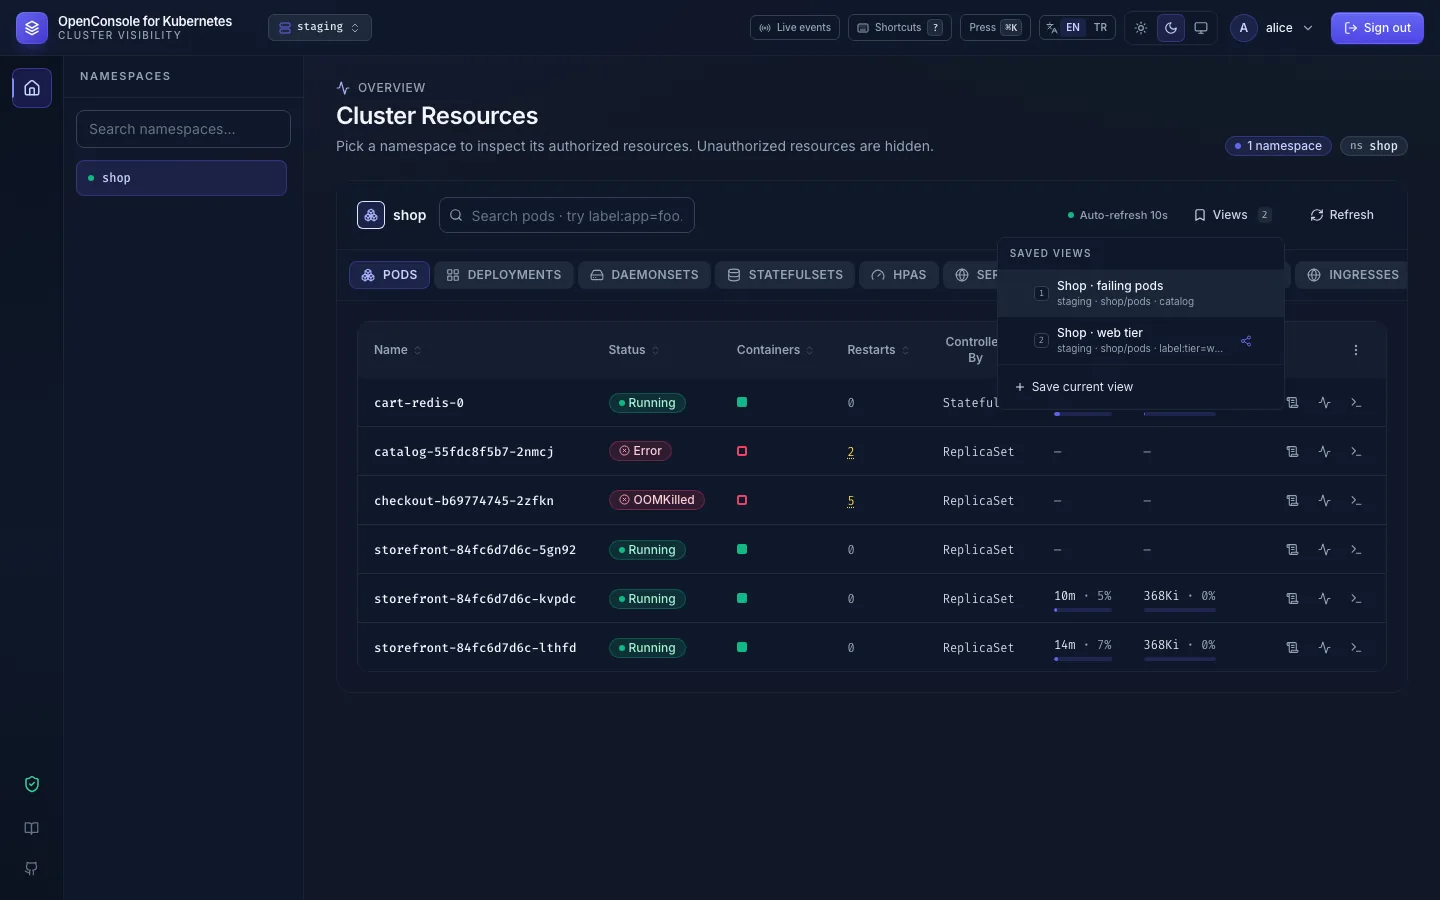 OpenConsole for Kubernetes
CLUSTER VISIBILITY
staging
Live events
Shortcuts ?
Press ⌘K
EN TR
A alice
Sign out
NAMESPACES
Search namespaces...
shop
OVERVIEW
Cluster Resources
Pick a namespace to inspect its authorized resources. Unauthorized resources are hidden.
1 namespace
ns shop
shop
Search pods · try label:app=foo.
Auto-refresh 10s
Views 2
Refresh
PODS
DEPLOYMENTS
DAEMONSETS
STATEFULSETS
HPAS
SER
INGRESSES
SAVED VIEWS
1 Shop · failing pods
staging · shop/pods · catalog
2 Shop · web tier
staging · shop/pods · label:tier=w...
+ Save current view
Name Status Containers Restarts Controlle
By
cart-redis-0 Running 0 Stateful
catalog-55fdc8f5b7-2nmcj Error 2 ReplicaSet — —
checkout-b69774745-2zfkn OOMKilled 5 ReplicaSet — —
storefront-84fc6d7d6c-5gn92 Running 0 ReplicaSet — —
storefront-84fc6d7d6c-kvpdc Running 0 ReplicaSet 10m · 5% 368Ki · 0%
storefront-84fc6d7d6c-lthfd Running 0 ReplicaSet 14m · 7% 368Ki · 0%